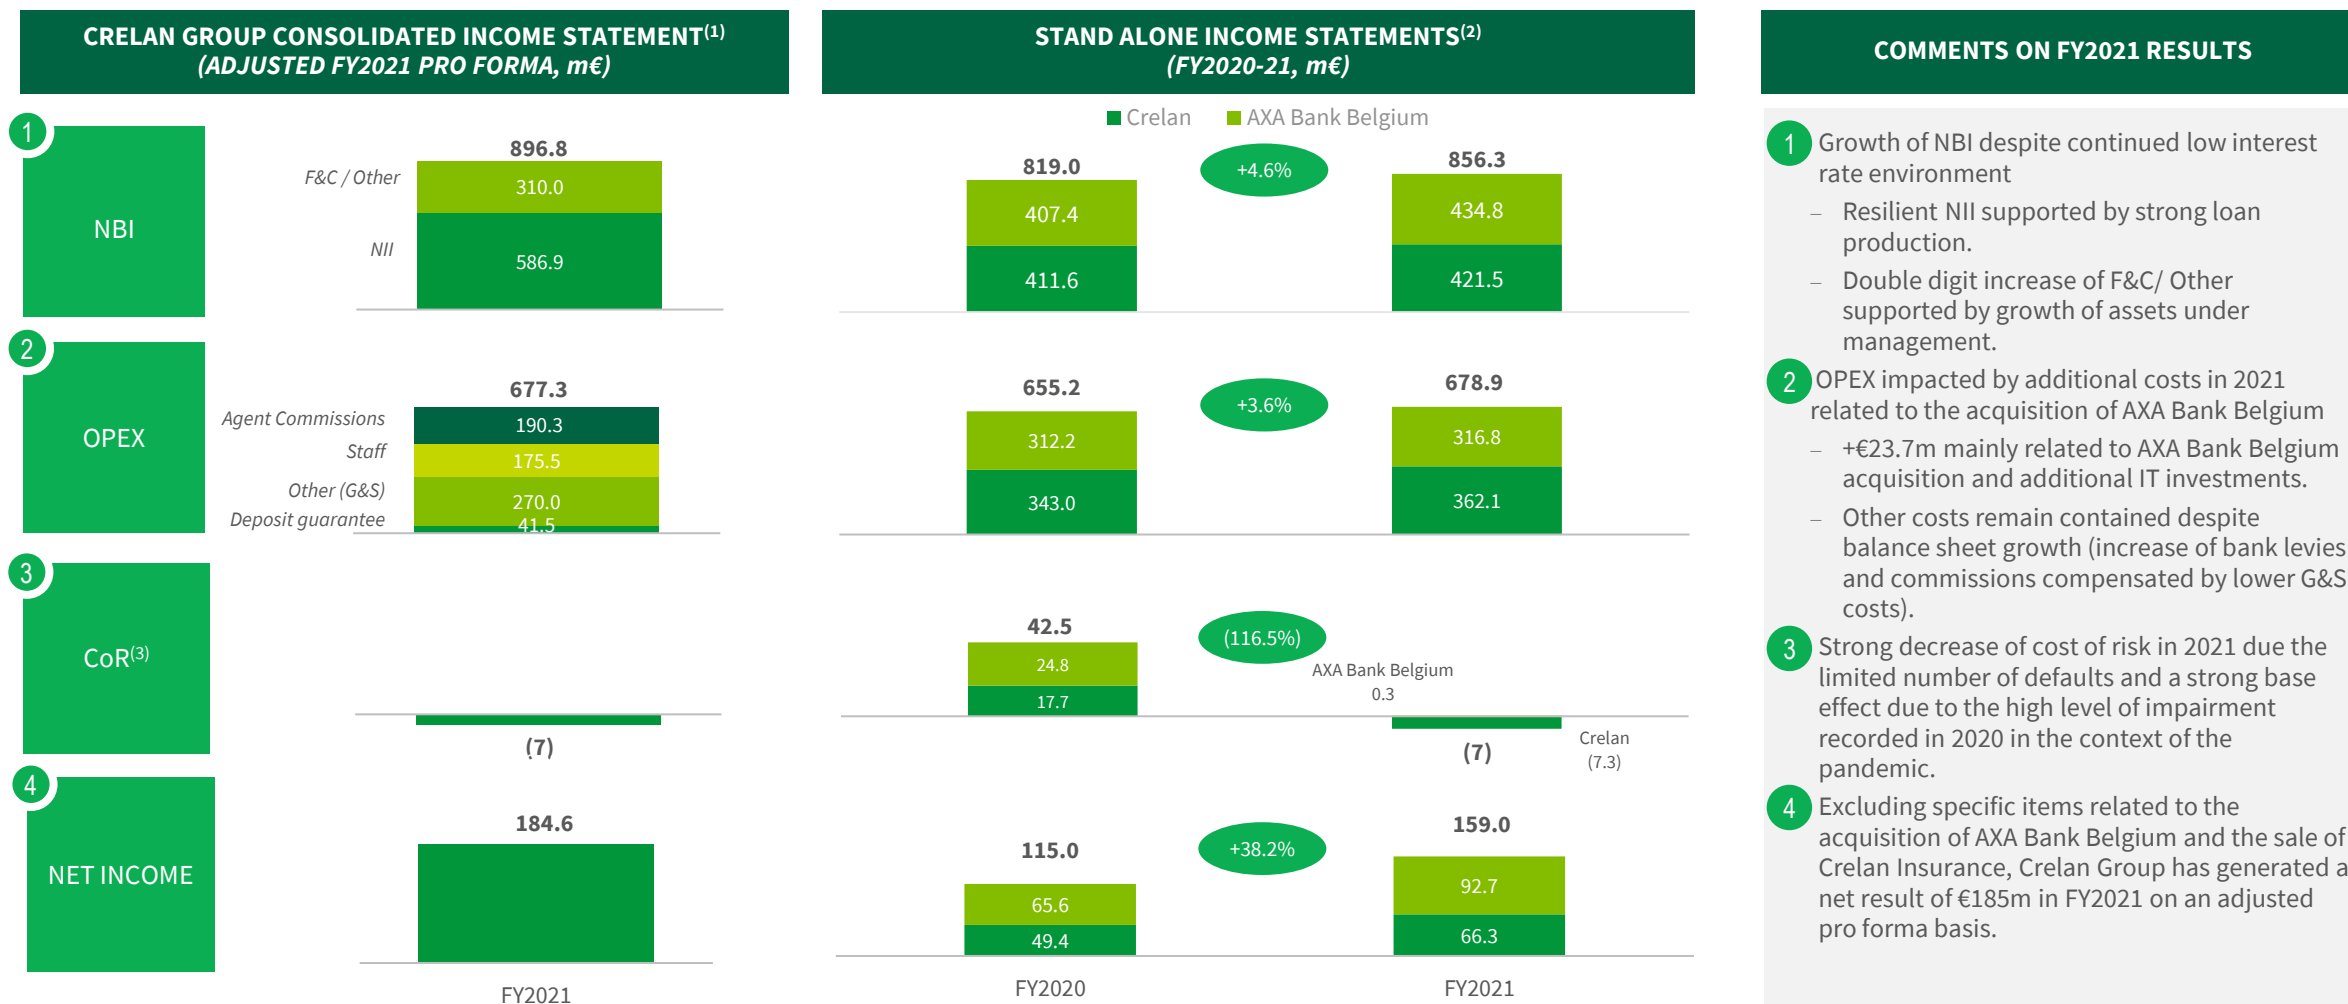 CRELAN GROUP CONSOLIDATED INCOME STATEMENT(1)
(ADJUSTED FY2021 PRO FORMA, m€)
STAND ALONE INCOME STATEMENTS(2)
(FY2020-21, m€)
COMMENTS ON FY2021 RESULTS
Crelan
AXA Bank Belgium
1
NBI
896.8
F&C / Other
310.0
NII
586.9
819.0
407.4
411.6
+4.6%
856.3
434.8
421.5
2
OPEX
677.3
Agent Commissions
190.3
Staff
175.5
Other (G&S)
270.0
Deposit guarantee
41.5
655.2
312.2
343.0
+3.6%
678.9
316.8
362.1
3
CoR(3)
(7)
42.5
24.8
17.7
(116.5%)
AXA Bank Belgium
0.3
(7)
Crelan
(7.3)
4
NET INCOME
184.6
FY2021
115.0
65.6
49.4
FY2020
+38.2%
159.0
92.7
66.3
FY2021
1 Growth of NBI despite continued low interest
rate environment
– Resilient NII supported by strong loan
production.
– Double digit increase of F&C/ Other
supported by growth of assets under
management.
2 OPEX impacted by additional costs in 2021
related to the acquisition of AXA Bank Belgium
– +€23.7m mainly related to AXA Bank Belgium
acquisition and additional IT investments.
– Other costs remain contained despite
balance sheet growth (increase of bank levies
and commissions compensated by lower G&S
costs).
3 Strong decrease of cost of risk in 2021 due the
limited number of defaults and a strong base
effect due to the high level of impairment
recorded in 2020 in the context of the
pandemic.
4 Excluding specific items related to the
acquisition of AXA Bank Belgium and the sale of
Crelan Insurance, Crelan Group has generated a
net result of €185m in FY2021 on an adjusted
pro forma basis.